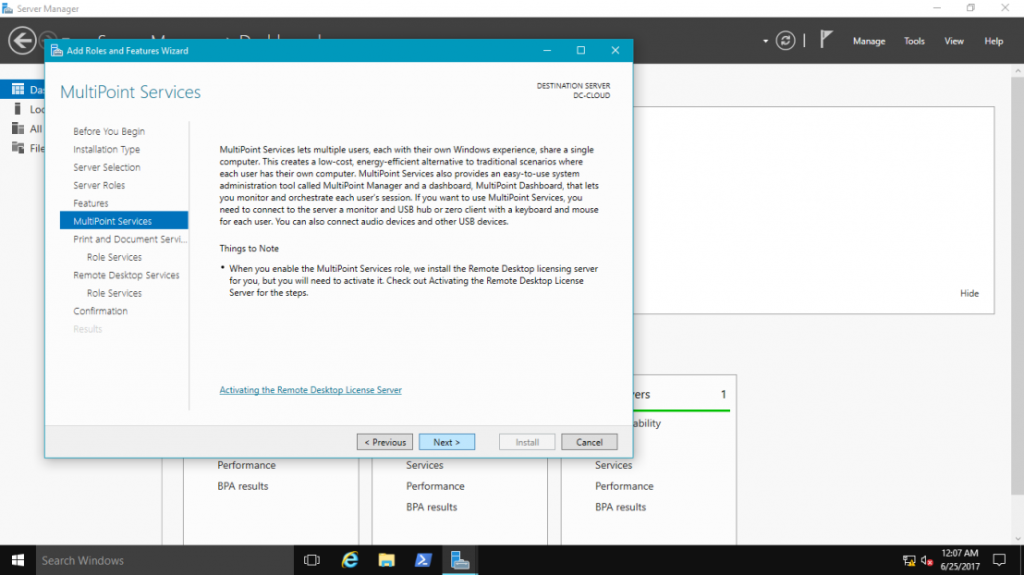 Server Manager
Add Roles and Features Wizard
Manage
Tools
View
Help
MultiPoint Services
DESTINATION SERVER
DC-CLOUD
Before You Begin
Installation Type
Server Selection
Server Roles
Features
MultiPoint Services
Print and Document Servi...
Role Services
Remote Desktop Services
Role Services
Confirmation
Results
MultiPoint Services lets multiple users, each with their own Windows experience, share a single
computer. This creates a low-cost, energy-efficient alternative to traditional scenarios where
each user has their own computer. MultiPoint Services also provides an easy-to-use system
administration tool called MultiPoint Manager and a dashboard, MultiPoint Dashboard, that lets
you monitor and orchestrate each user's session. If you want to use MultiPoint Services, you
need to connect to the server a monitor and USB hub or zero client with a keyboard and mouse
for each user. You can also connect audio devices and other USB devices.
Things to Note
• When you enable the MultiPoint Services role, we install the Remote Desktop licensing server
for you, but you will need to activate it. Check out Activating the Remote Desktop License
Server for the steps.
Activating the Remote Desktop License Server
< Previous
Next >
Install
Cancel
Das
Loc
All
File
Hide
ers 1
ability
Performance
BPA results
Services
Performance
BPA results
Services
Performance
BPA results
Search Windows
12:07 AM
6/25/2017